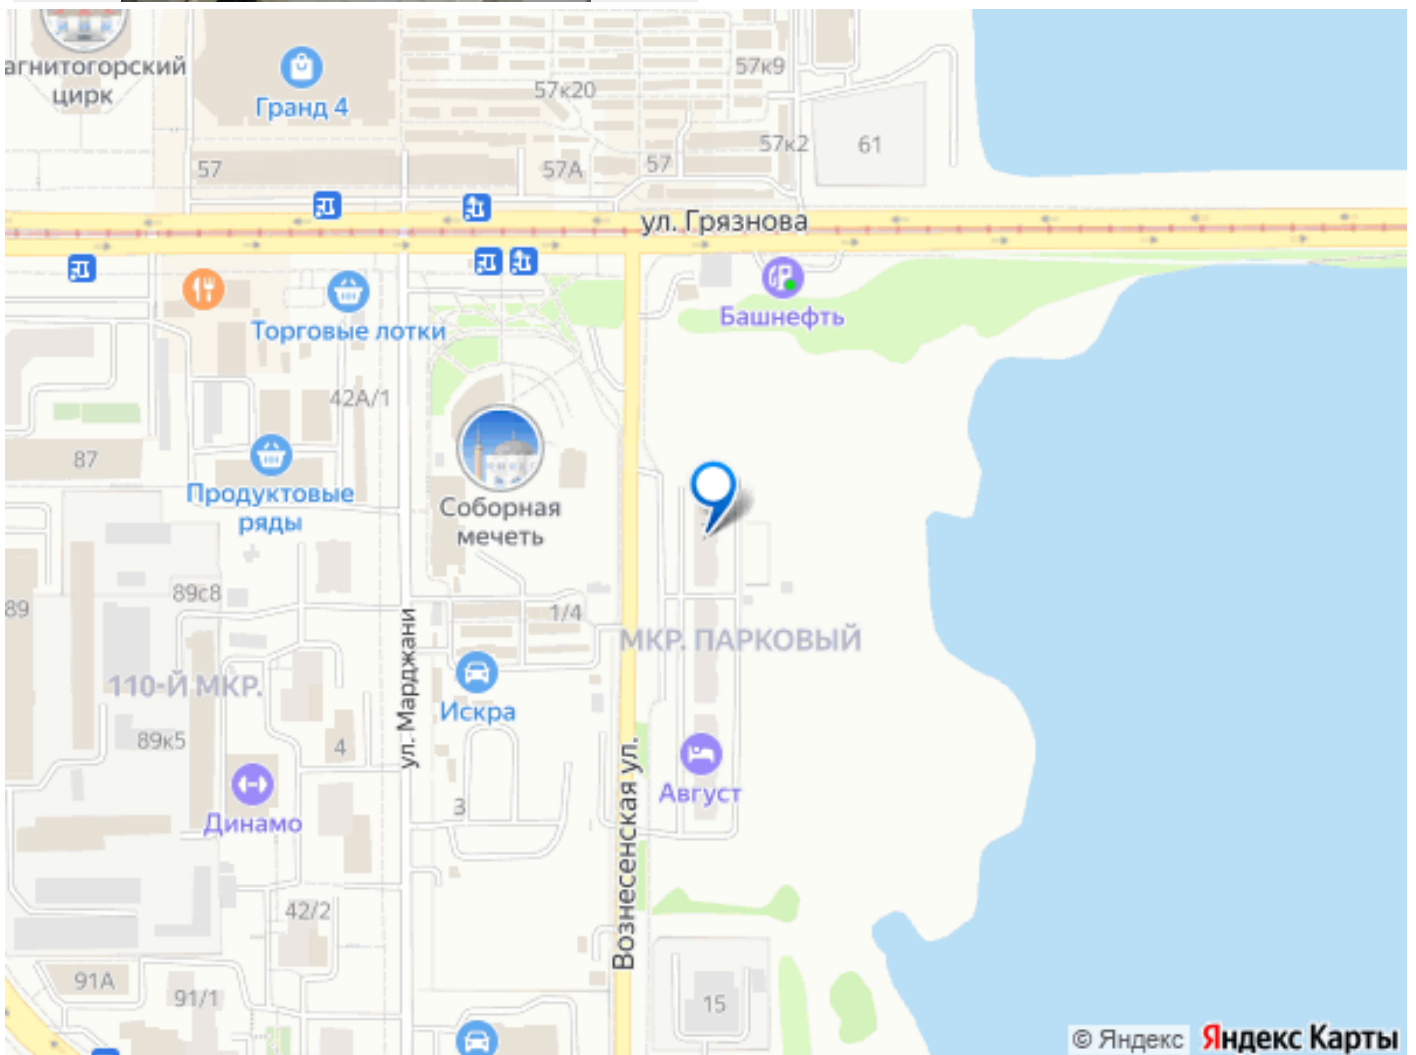 агнитогорский
цирк
Гранд 4
57к20
57к9
57к2
61
57
57А
57
ул. Грязнова
Башнефть
Торговые лотки
42А/1
87
Продуктовые
ряды
Соборная
мечеть
89с8
89
1/4
МКР. ПАРКОВЫЙ
110-Й МКР.
ул. Марджани
Искра
89к5
4
Август
Динамо
3
Вознесенская ул.
42/2
91А
91/1
15
© Яндекс Яндекс Карты